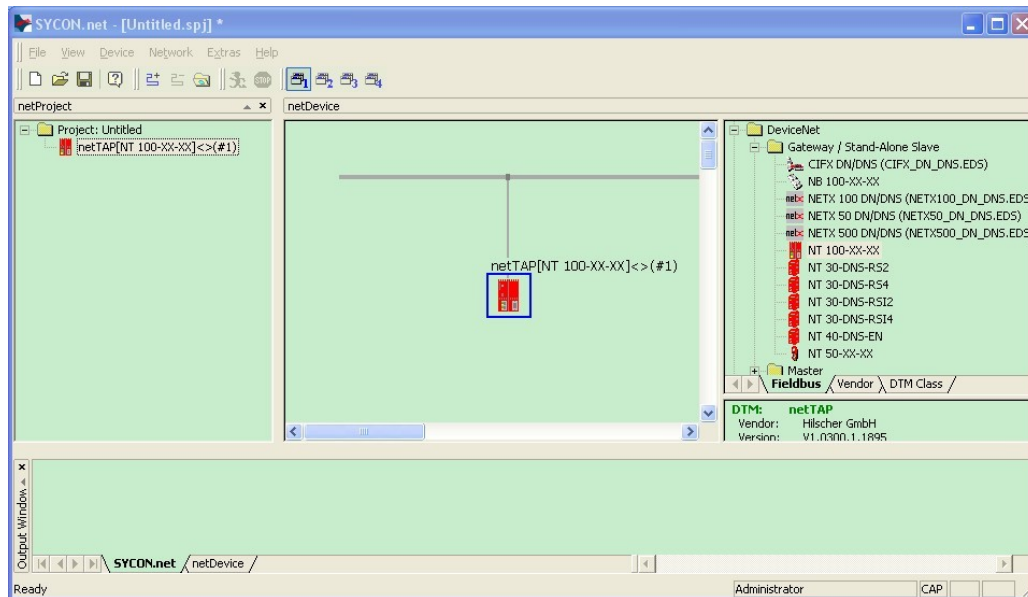 SYCON.net - [Untitled.spj] *
File View Device Network Extras Help
netProject
netDevice
Project: Untitled
netTAP[NT 100-XX-XX]<>(#1)
netTAP[NT 100-XX-XX]<>(#1)
DeviceNet
Gateway / Stand-Alone Slave
CIFX DN/DNS (CIFX_DN_DNS.EDS)
NB 100-XX-XX
NETX 100 DN/DNS (NETX100_DN_DNS.EDS
NETX 50 DN/DNS (NETX50_DN_DNS.EDS)
NETX 500 DN/DNS (NETX500_DN_DNS.EDS
NT 100-XX-XX
NT 30-DNS-RS2
NT 30-DNS-RS4
NT 30-DNS-RSI2
NT 30-DNS-RSI4
NT 40-DNS-EN
NT 50-XX-XX
Master
Fieldbus Vendor DTM Class
DTM: netTAP
Vendor: Hilscher GmbH
Version: V1.0300.1.1895
Output Window
SYCON.net netDevice
Ready
Administrator
CAP